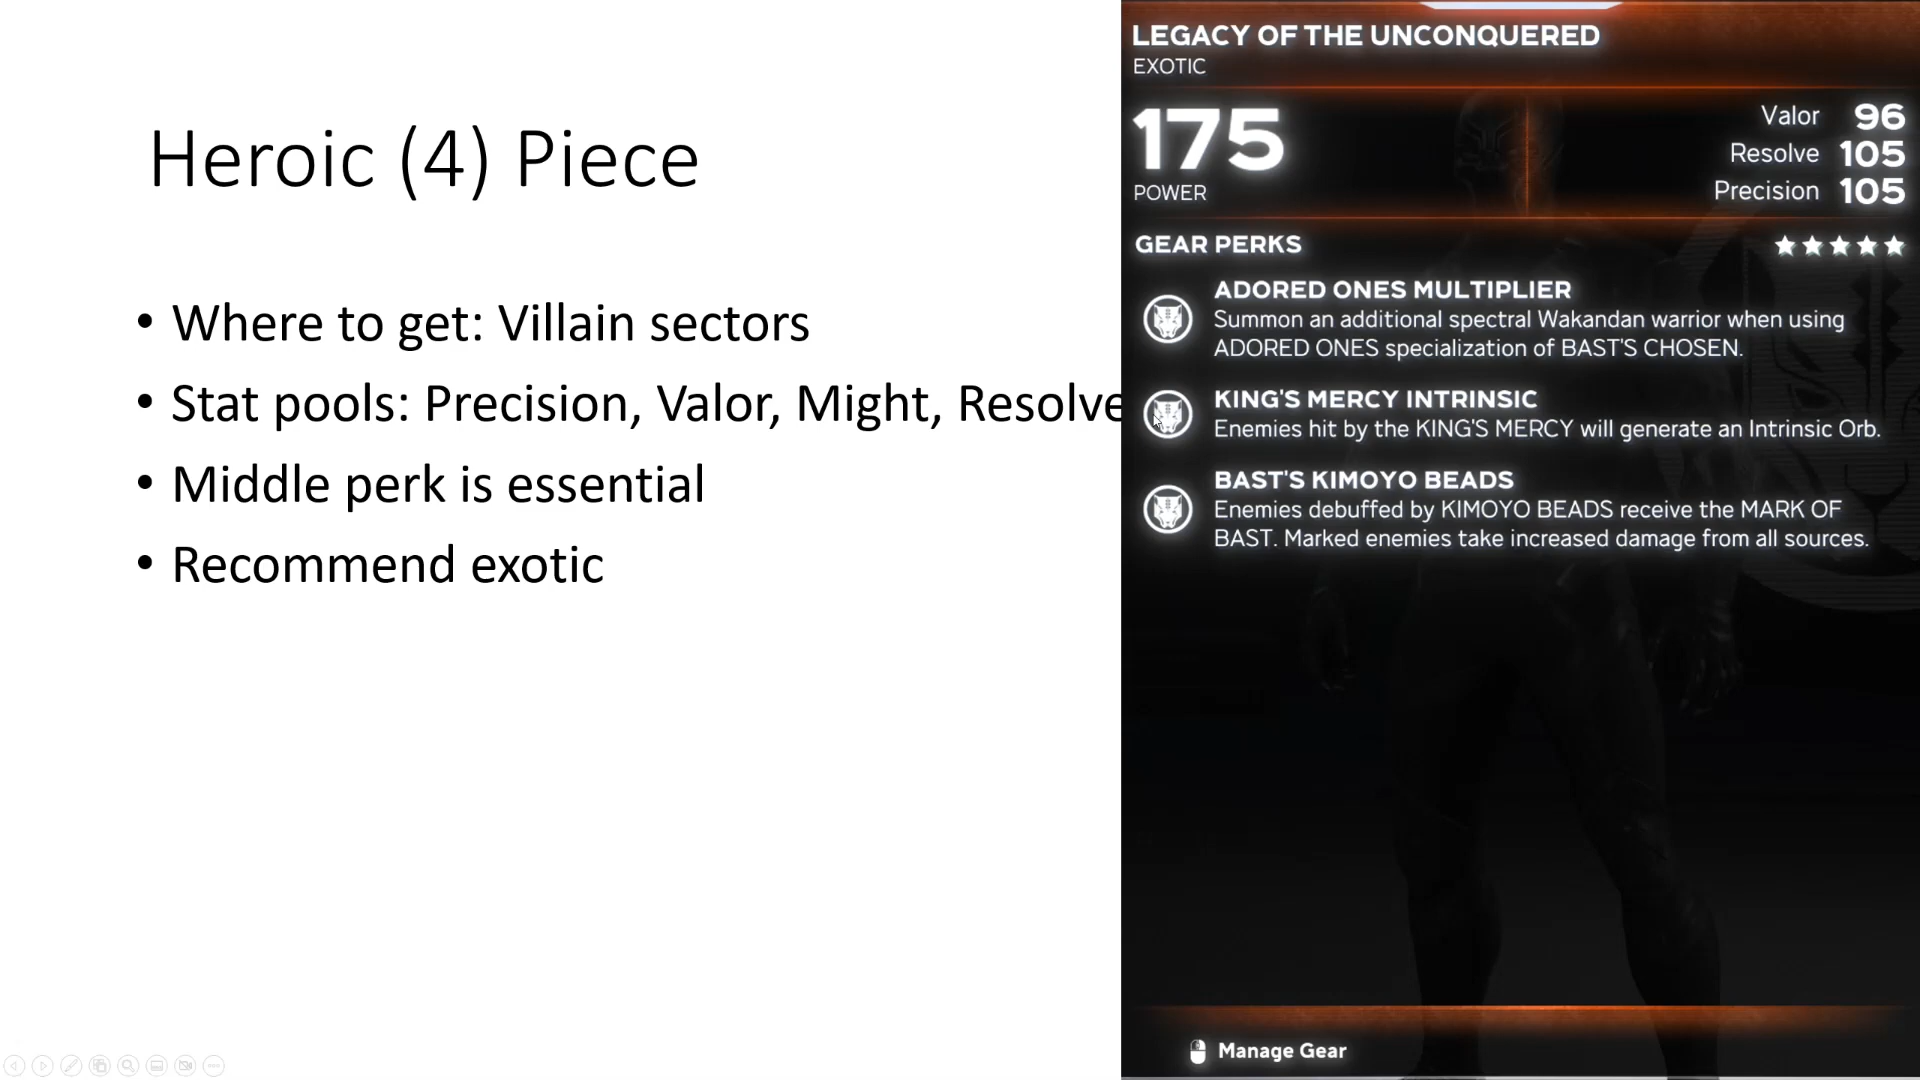 Heroic (4) Piece
• Where to get: Villain sectors
• Stat pools: Precision, Valor, Might, Resolve
• Middle perk is essential
• Recommend exotic
LEGACY OF THE UNCONQUERED
EXOTIC
175
POWER
Valor 96
Resolve 105
Precision 105
GEAR PERKS
ADORED ONES MULTIPLIER
Summon an additional spectral Wakandan warrior when using
ADORED ONES specialization of BAST'S CHOSEN.
KING'S MERCY INTRINSIC
Enemies hit by the KING'S MERCY will generate an Intrinsic Orb.
BAST'S KIMOYO BEADS
Enemies debuffed by KIMOYO BEADS receive the MARK OF
BAST. Marked enemies take increased damage from all sources.
Manage Gear